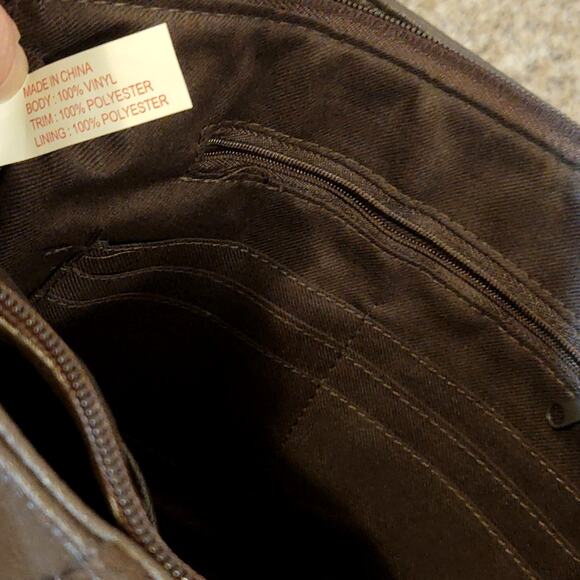 MADE IN CHINA
BODY : 100% VINYL
TRIM : 100% POLYESTER
LINING : 100% POLYESTER